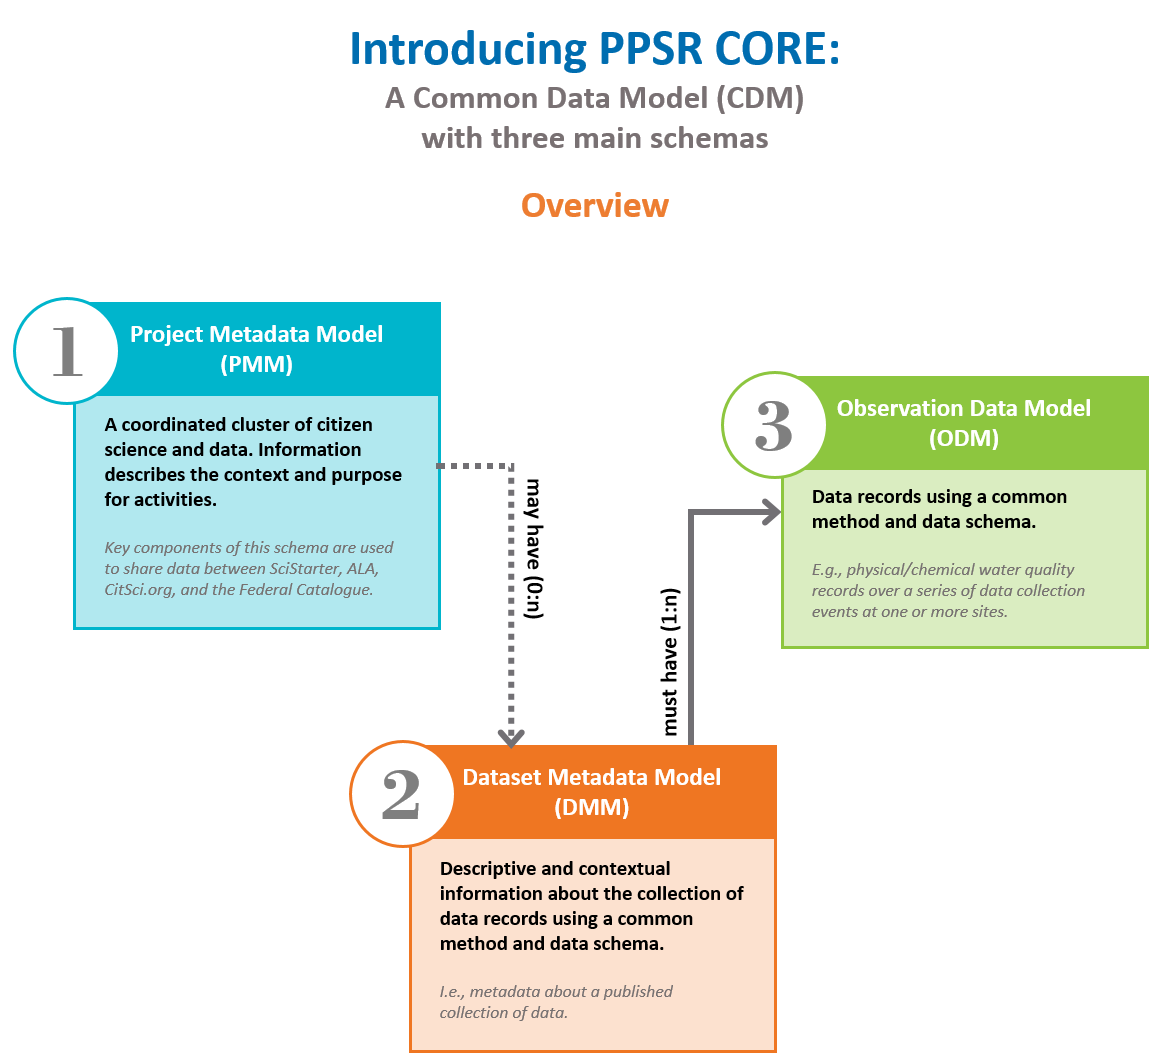 Introducing PPSR CORE:
A Common Data Model (CDM)
with three main schemas
Overview
1
Project Metadata Model
(PMM)
A coordinated cluster of citizen
science and data. Information
describes the context and purpose
for activities.
Key components of this schema are used
to share data between SciStarter, ALA,
CitSci.org, and the Federal Catalogue.
may have (0:n)
2
Dataset Metadata Model
(DMM)
Descriptive and contextual
information about the collection of
data records using a common
method and data schema.
I.e., metadata about a published
collection of data.
must have (1:n)
3
Observation Data Model
(ODM)
Data records using a common
method and data schema.
E.g., physical/chemical water quality
records over a series of data collection
events at one or more sites.